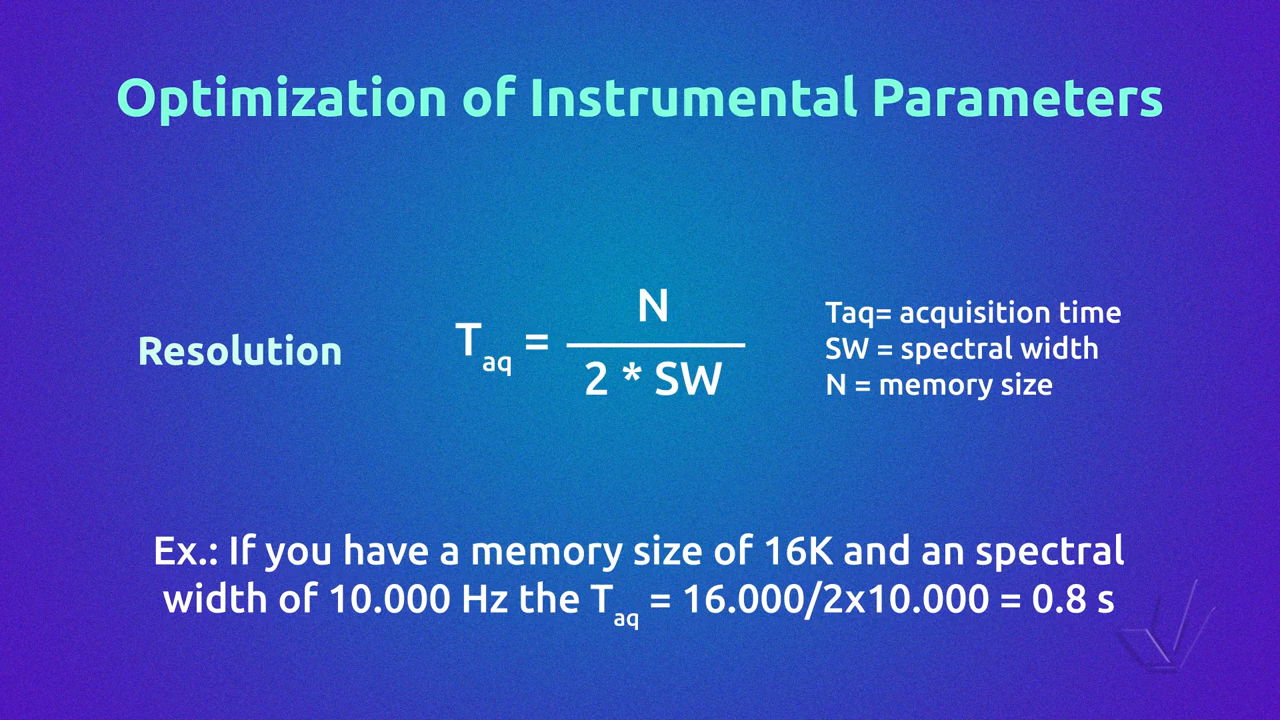 Optimization of Instrumental Parameters
Resolution
T_aq = N / 2 * SW
Taq= acquisition time
SW = spectral width
N = memory size
Ex.: If you have a memory size of 16K and an spectral
width of 10.000 Hz the T_aq = 16.000/2x10.000 = 0.8 s